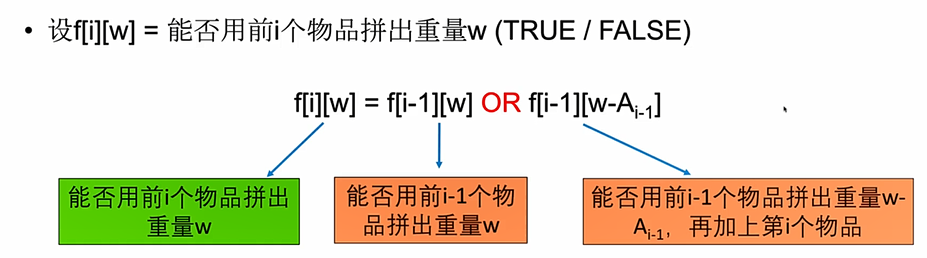 • 设f[i][w] = 能否用前i个物品拼出重量w (TRUE / FALSE)
f[i][w] = f[i-1][w] OR f[i-1][w-Ai-1]
能否用前i个物品拼出
重量w
能否用前i-1个物
品拼出重量w
能否用前i-1个物品拼出重量w-
Ai-1，再加上第i个物品